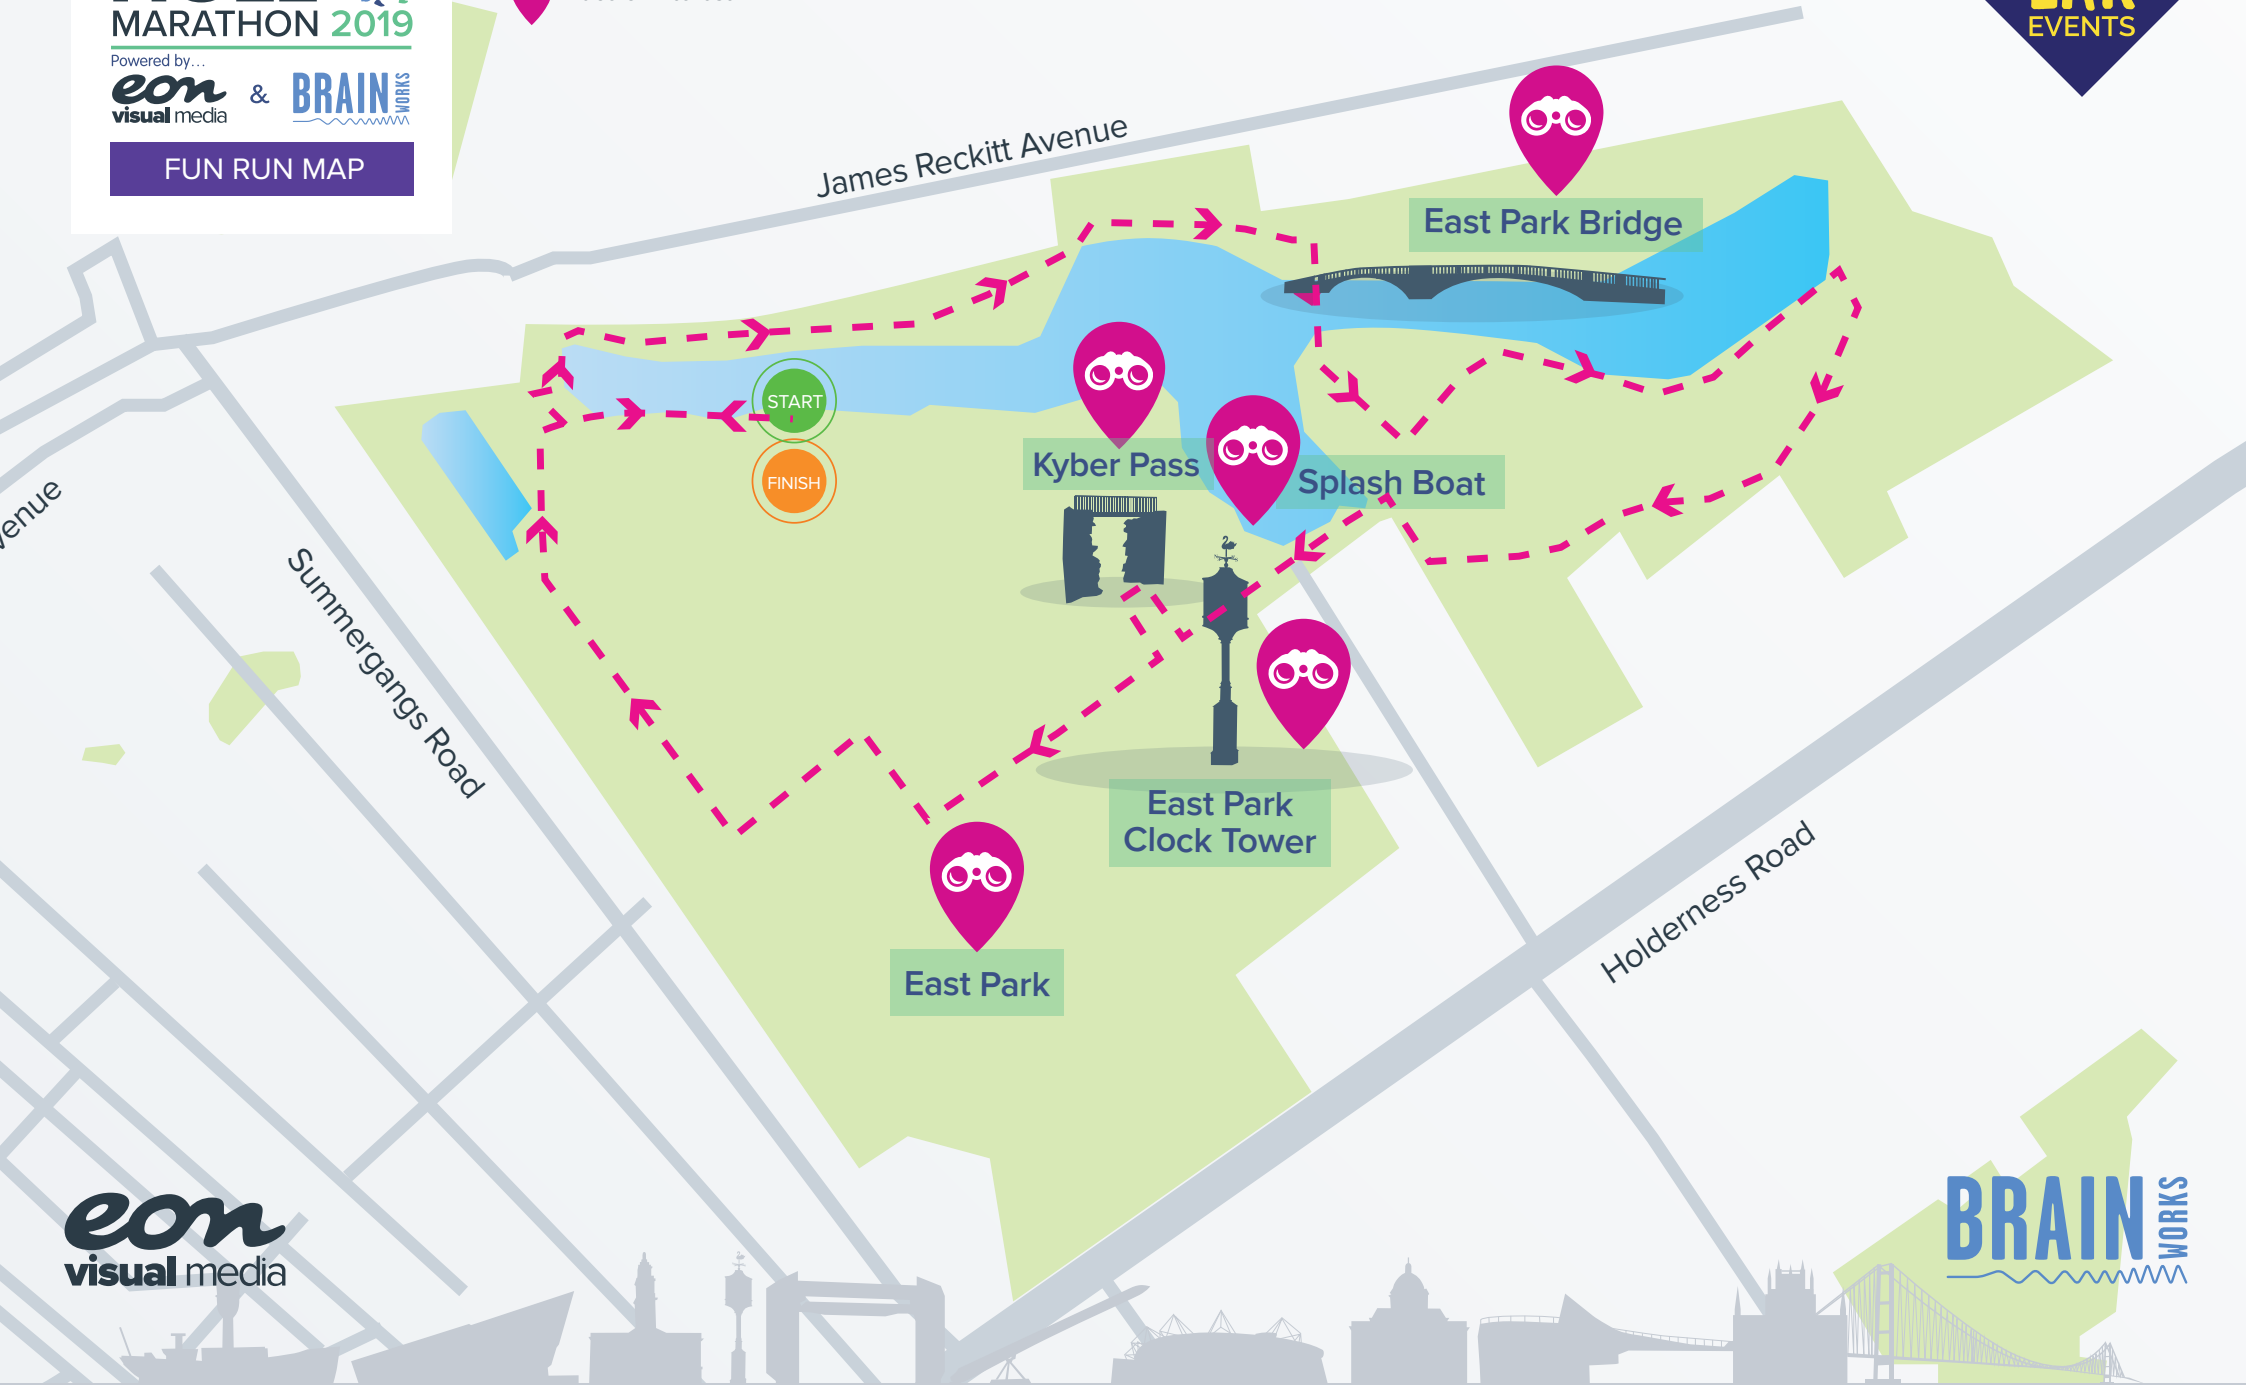 MARATHON 2019
Powered by...
eon
visual media
&
BRAIN
WORKS
FUN RUN MAP
EVENTS
James Reckitt Avenue
East Park Bridge
START
FINISH
Kyber Pass
Splash Boat
venue
Summergangs Road
East Park
Clock Tower
Holderness Road
East Park
eon
visual media
BRAIN
WORKS